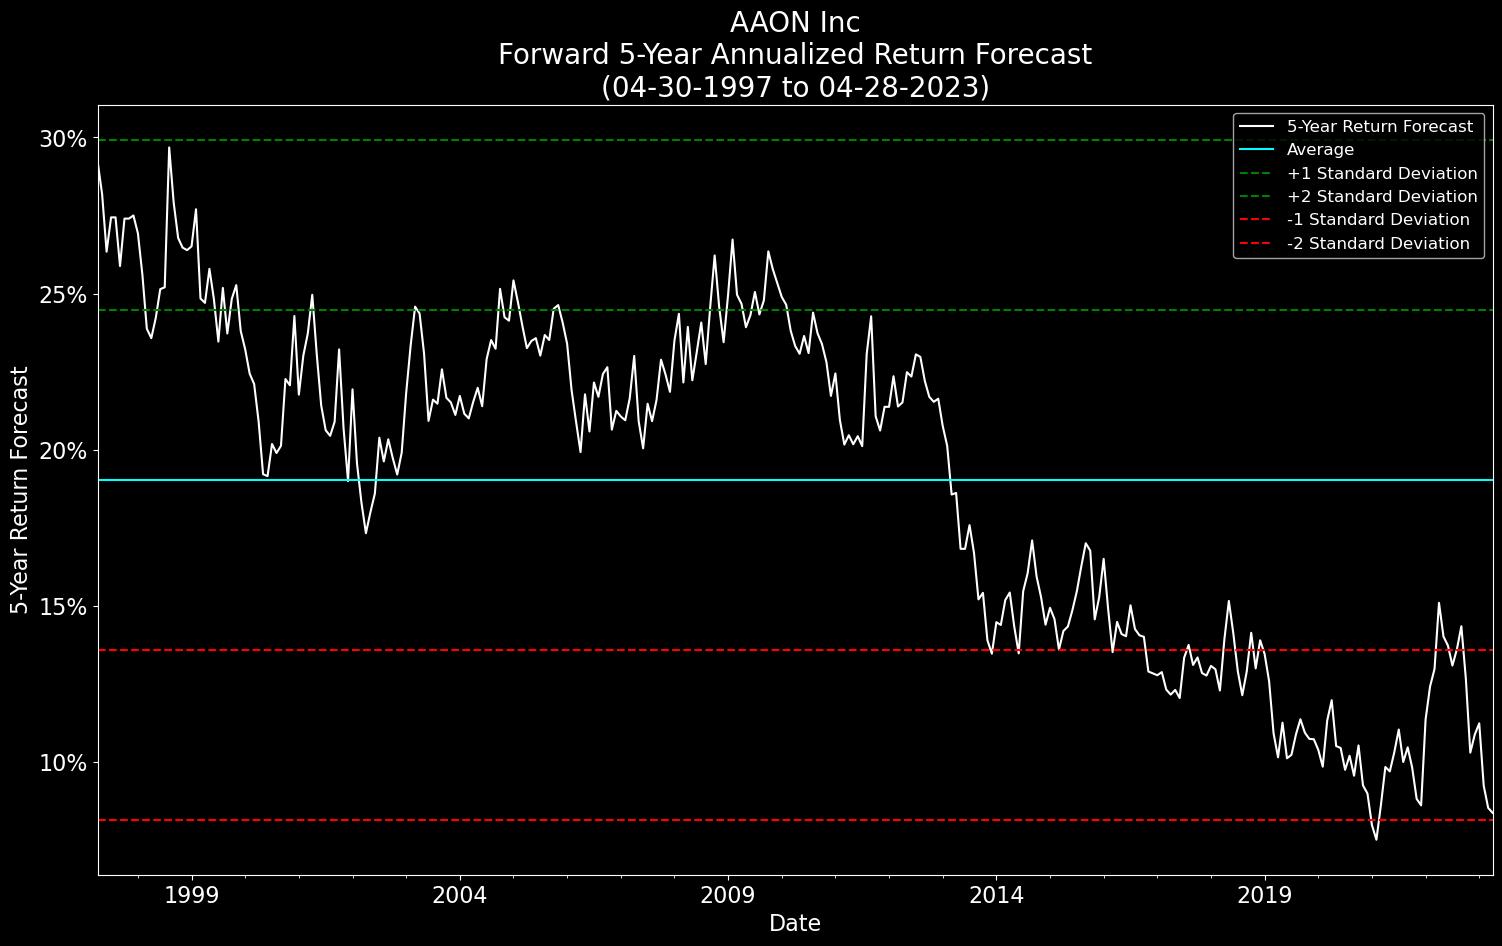 AAON Inc
Forward 5-Year Annualized Return Forecast
(04-30-1997 to 04-28-2023)
5-Year Return Forecast
Average
+1 Standard Deviation
+2 Standard Deviation
-1 Standard Deviation
-2 Standard Deviation
30%
25%
20%
15%
10%
5-Year Return Forecast
1999
2004
2009
2014
2019
Date